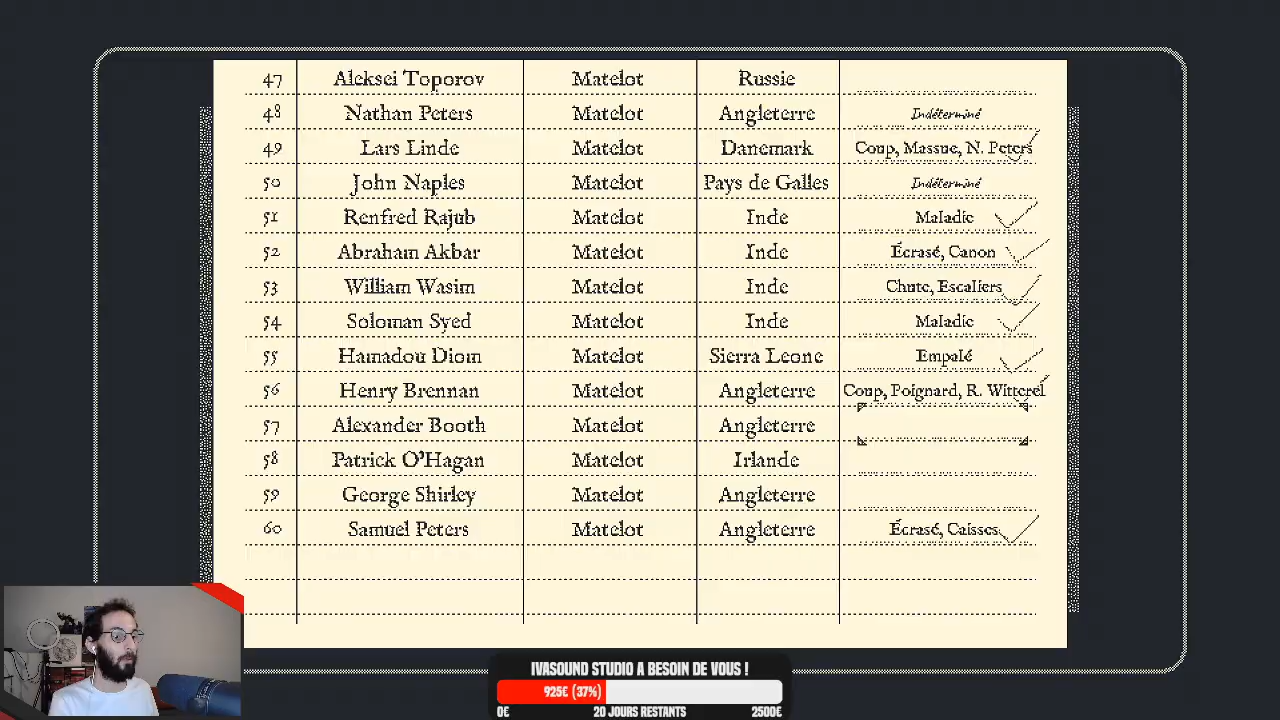 47 Aleksei Toporov Matelot Russie
48 Nathan Peters Matelot Angleterre Indéterminé
49 Lars Linde Matelot Danemark Coup, Massue, N. Peters
50 John Naples Matelot Pays de Galles Indéterminé
51 Renfred Rajub Matelot Inde Maladie
52 Abraham Akbar Matelot Inde Écrasé, Canon
53 William Wasim Matelot Inde Chute, Escaliers
54 Soloman Syed Matelot Inde Maladie
55 Hamadou Diom Matelot Sierra Leone Empalé
56 Henry Brennan Matelot Angleterre Coup, Poignard, R. Witterel
57 Alexander Booth Matelot Angleterre
58 Patrick O'Hagan Matelot Irlande
59 George Shirley Matelot Angleterre
60 Samuel Peters Matelot Angleterre Écrasé, Caisses
IVASOUND STUDIO A BESOIN DE VOUS !
925€ (37%)
0€ 20 JOURS RESTANTS 2500€